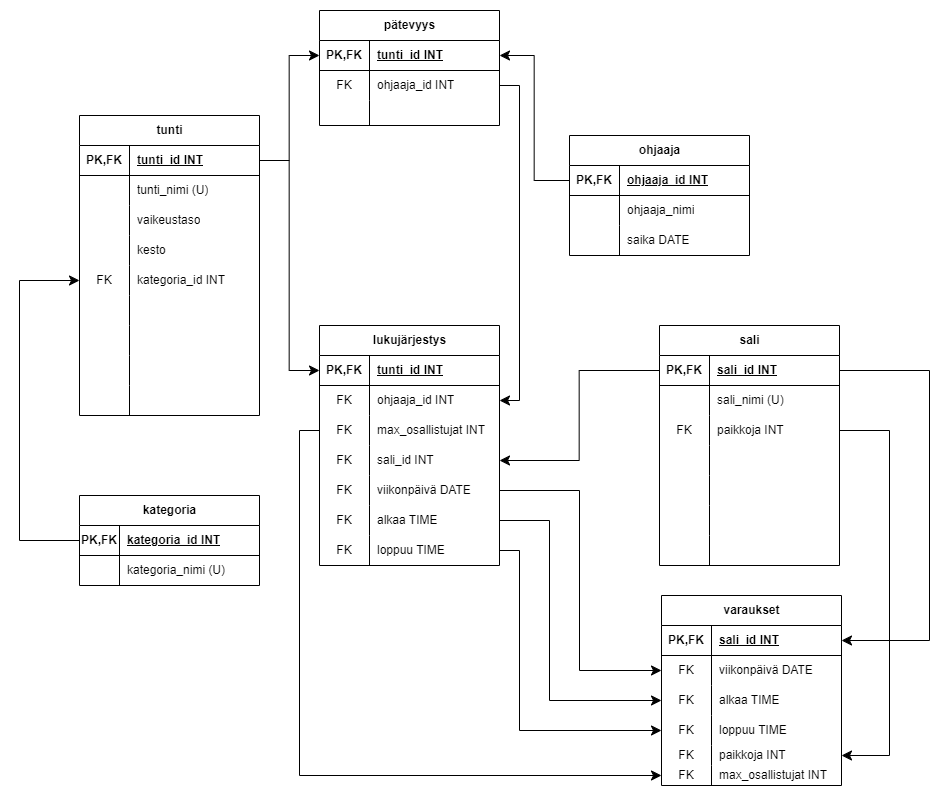 pätevyys
PK,FK tunti_id INT
FK ohjaaja_id INT
tunti
PK,FK tunti_id INT
tunti_nimi (U)
vaikeustaso
kesto
FK kategoria_id INT
ohjaaja
PK,FK ohjaaja_id INT
ohjaaja_nimi
saika DATE
lukujärjestys
PK,FK tunti_id INT
FK ohjaaja_id INT
FK max_osallistujat INT
FK sali_id INT
FK viikonpäivä DATE
FK alkaa TIME
FK loppuu TIME
sali
PK,FK sali_id INT
sali_nimi (U)
FK paikkoja INT
kategoria
PK,FK kategoria_id INT
kategoria_nimi (U)
varaukset
PK,FK sali_id INT
FK viikonpäivä DATE
FK alkaa TIME
FK loppuu TIME
FK paikkoja INT
FK max_osallistujat INT